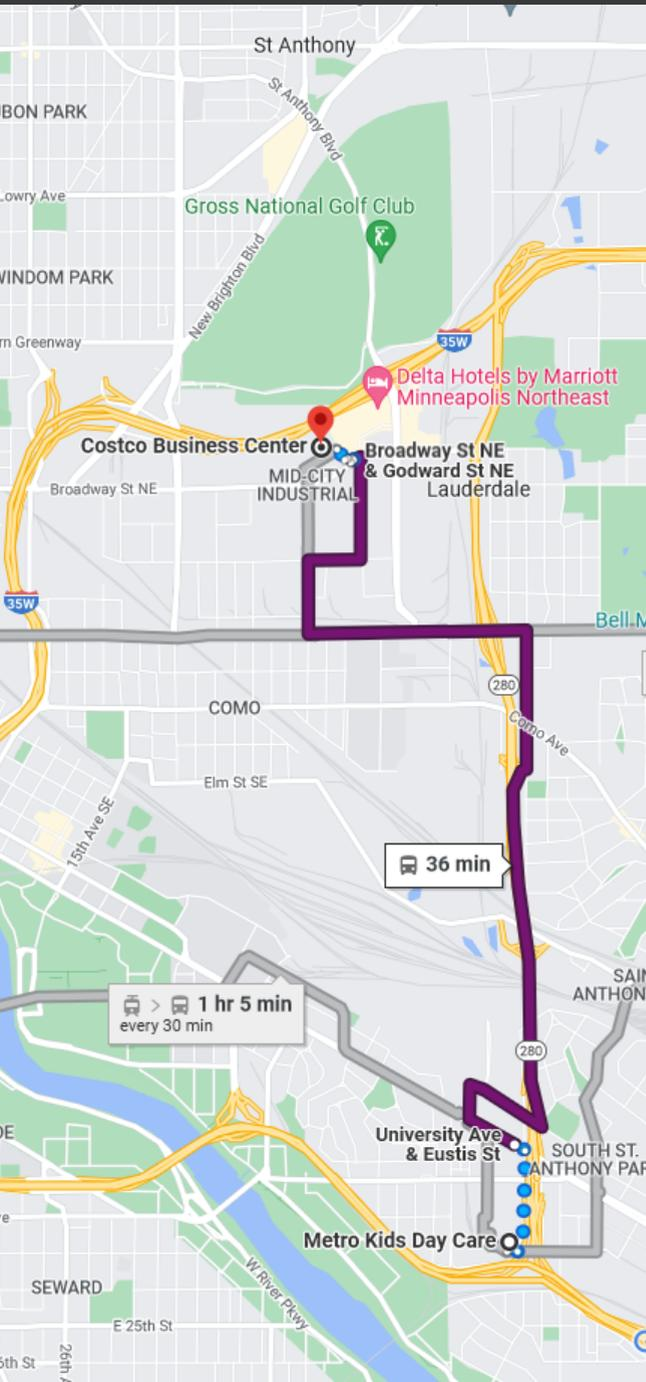 St Anthony
St Anthony Blvd
UBON PARK
Lowry Ave
Gross National Golf Club
WINDOM PARK
New Brighton Blvd
rn Greenway
35W
Delta Hotels by Marriott
Minneapolis Northeast
Costco Business Center
Broadway St NE
& Godward St NE
MID-CITY
INDUSTRIAL
Broadway St NE
Lauderdale
35W
Bell M
280
COMO
Como Ave
Elm St SE
15th Ave SE
36 min
SAIN
ANTHON
1 hr 5 min
every 30 min
280
University Ave
& Eustis St
SOUTH ST.
ANTHONY PAR
DE
ve
Metro Kids Day Care
W River Pkwy
SEWARD
E 25th St
6th St
26th A